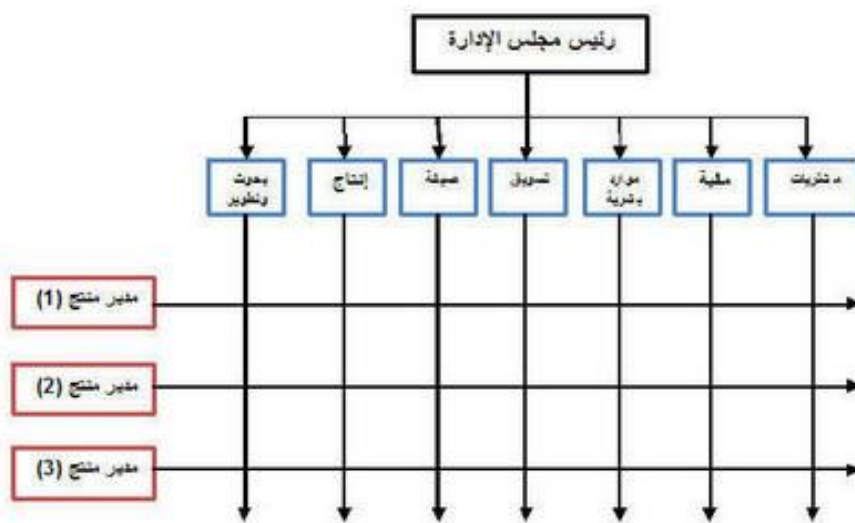 رئيس مجلس الإدارة
مشتريات
مالية
موارد
بشرية
تسويق
صيانة
إنتاج
بحوث
وتطوير
مدير منتج (1)
مدير منتج (2)
مدير منتج (3)